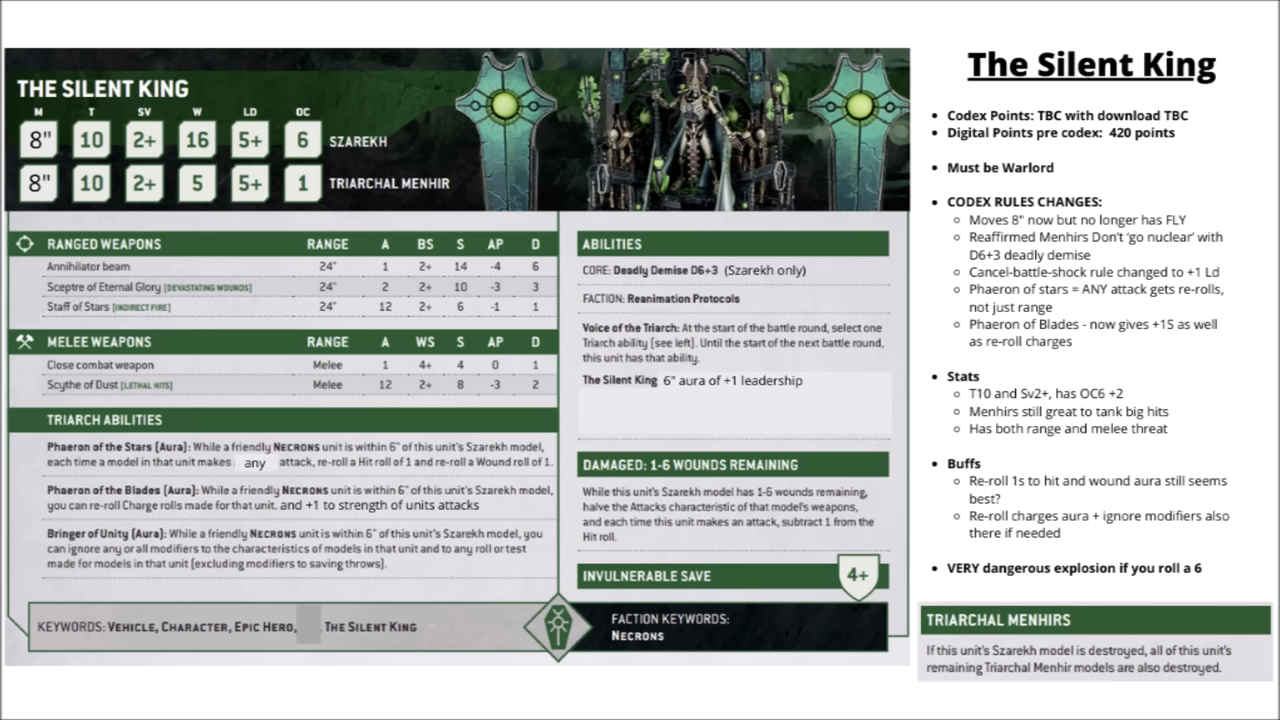 THE SILENT KING
M T SV W LD OC
8" 10 2+ 16 5+ 6 SZAREKH
8" 10 2+ 5 5+ 1 TRIARCHAL MENHIR
RANGED WEAPONS RANGE A BS S AP D
Annihilator beam 24" 1 2+ 14 -4 6
Sceptre of Eternal Glory [DEVASTATING WOUNDS] 24" 2 2+ 10 -3 3
Staff of Stars [INDIRECT FIRE] 24" 12 2+ 6 -1 1
MELEE WEAPONS RANGE A WS S AP D
Close combat weapon Melee 1 4+ 4 0 1
Scythe of Dust [LETHAL HITS] Melee 12 2+ 8 -3 2
TRIARCH ABILITIES
Phaeron of the Stars (Aura): While a friendly NECRONS unit is within 6" of this unit's Szarekh model,
each time a model in that unit makes any attack, re-roll a Hit roll of 1 and re-roll a Wound roll of 1.
Phaeron of the Blades (Aura): While a friendly NECRONS unit is within 6" of this unit's Szarekh model,
you can re-roll Charge rolls made for that unit. and +1 to strength of units attacks
Bringer of Unity (Aura): While a friendly NECRONS unit is within 6" of this unit's Szarekh model, you
can ignore any or all modifiers to the characteristics of models in that unit and to any roll or test
made for models in that unit (excluding modifiers to saving throws).
ABILITIES
CORE: Deadly Demise D6+3 (Szarekh only)
FACTION: Reanimation Protocols
Voice of the Triarch: At the start of the battle round, select one
Triarch ability (see left). Until the start of the next battle round,
this unit has that ability.
The Silent King 6" aura of +1 leadership
DAMAGED: 1-6 WOUNDS REMAINING
While this unit's Szarekh model has 1-6 wounds remaining,
halve the Attacks characteristic of that model's weapons,
and each time this unit makes an attack, subtract 1 from the
Hit roll.
INVULNERABLE SAVE 4+
KEYWORDS: VEHICLE, CHARACTER, EPIC HERO, THE SILENT KING
FACTION KEYWORDS:
NECRONS
The Silent King
• Codex Points: TBC with download TBC
• Digital Points pre codex: 420 points
• Must be Warlord
• CODEX RULES CHANGES:
○ Moves 8" now but no longer has FLY
○ Reaffirmed Menhirs Don't 'go nuclear' with
D6+3 deadly demise
○ Cancel-battle-shock rule changed to +1 Ld
○ Phaeron of stars = ANY attack gets re-rolls,
not just range
○ Phaeron of Blades - now gives +1S as well
as re-roll charges
• Stats
○ T10 and Sv2+, has OC6 +2
○ Menhirs still great to tank big hits
○ Has both range and melee threat
• Buffs
○ Re-roll 1s to hit and wound aura still seems
best?
○ Re-roll charges aura + ignore modifiers also
there if needed
• VERY dangerous explosion if you roll a 6
TRIARCHAL MENHIRS
If this unit's Szarekh model is destroyed, all of this unit's
remaining Triarchal Menhir models are also destroyed.